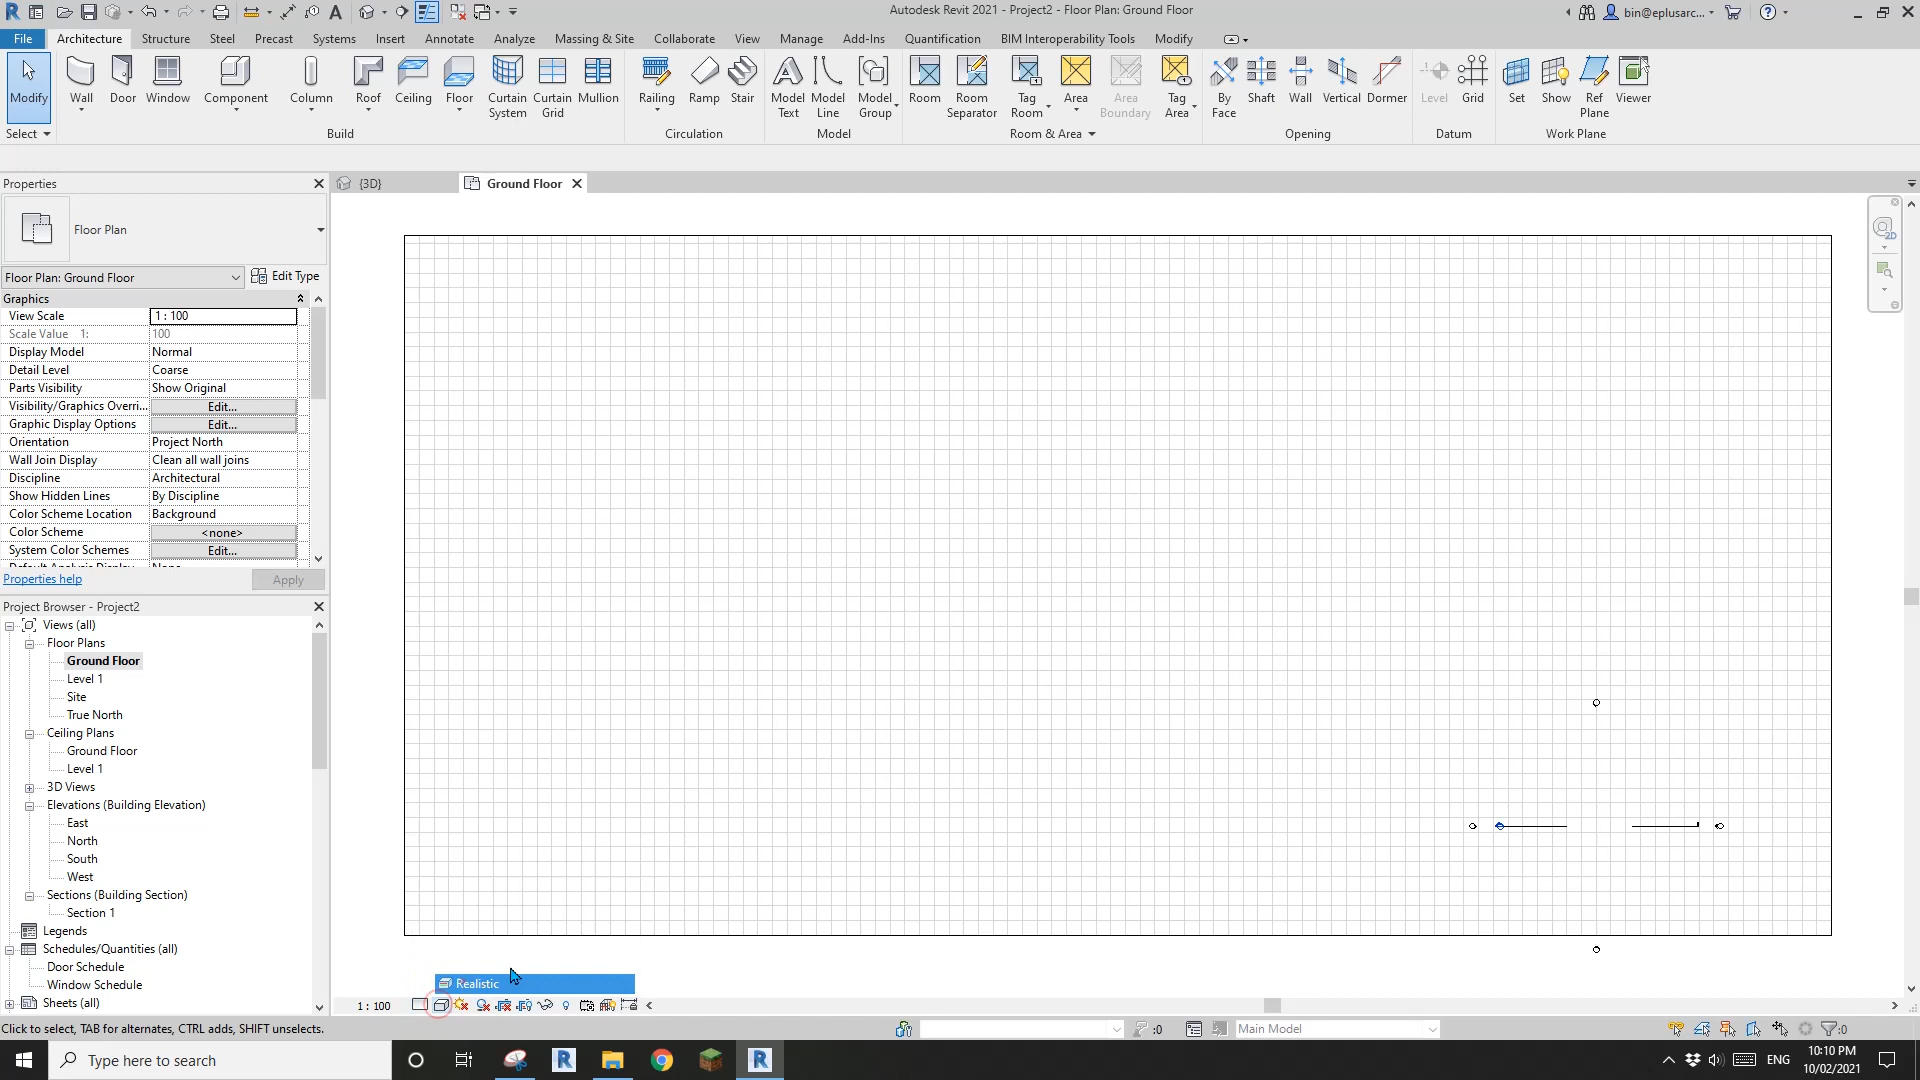 Autodesk Revit 2021 - Project2 - Floor Plan: Ground Floor
bin@eplusarc...
File Architecture Structure Steel Precast Systems Insert Annotate Analyze Massing & Site Collaborate View Manage Add-Ins Quantification BIM Interoperability Tools Modify
Modify Wall Door Window Component Column Roof Ceiling Floor Curtain System Curtain Grid Mullion Railing Ramp Stair Model Text Model Line Model Group Room Room Separator Tag Room Area Area Boundary Tag Area By Face Shaft Wall Vertical Dormer Level Grid Set Show Ref Plane Viewer
Select Build Circulation Model Room & Area Opening Datum Work Plane
Properties
{3D} Ground Floor
Floor Plan
Floor Plan: Ground Floor Edit Type
Graphics
View Scale 1 : 100
Scale Value 1: 100
Display Model Normal
Detail Level Coarse
Parts Visibility Show Original
Visibility/Graphics Overri... Edit...
Graphic Display Options Edit...
Orientation Project North
Wall Join Display Clean all wall joins
Discipline Architectural
Show Hidden Lines By Discipline
Color Scheme Location Background
Color Scheme <none>
System Color Schemes Edit...
Properties help Apply
Project Browser - Project2
Views (all)
Floor Plans
Ground Floor
Level 1
Site
True North
Ceiling Plans
Ground Floor
Level 1
3D Views
Elevations (Building Elevation)
East
North
South
West
Sections (Building Section)
Section 1
Legends
Schedules/Quantities (all)
Door Schedule
Window Schedule
Sheets (all)
Realistic
1 : 100
Click to select, TAB for alternates, CTRL adds, SHIFT unselects.
:0
Main Model
:0
Type here to search
ENG
10:10 PM
10/02/2021